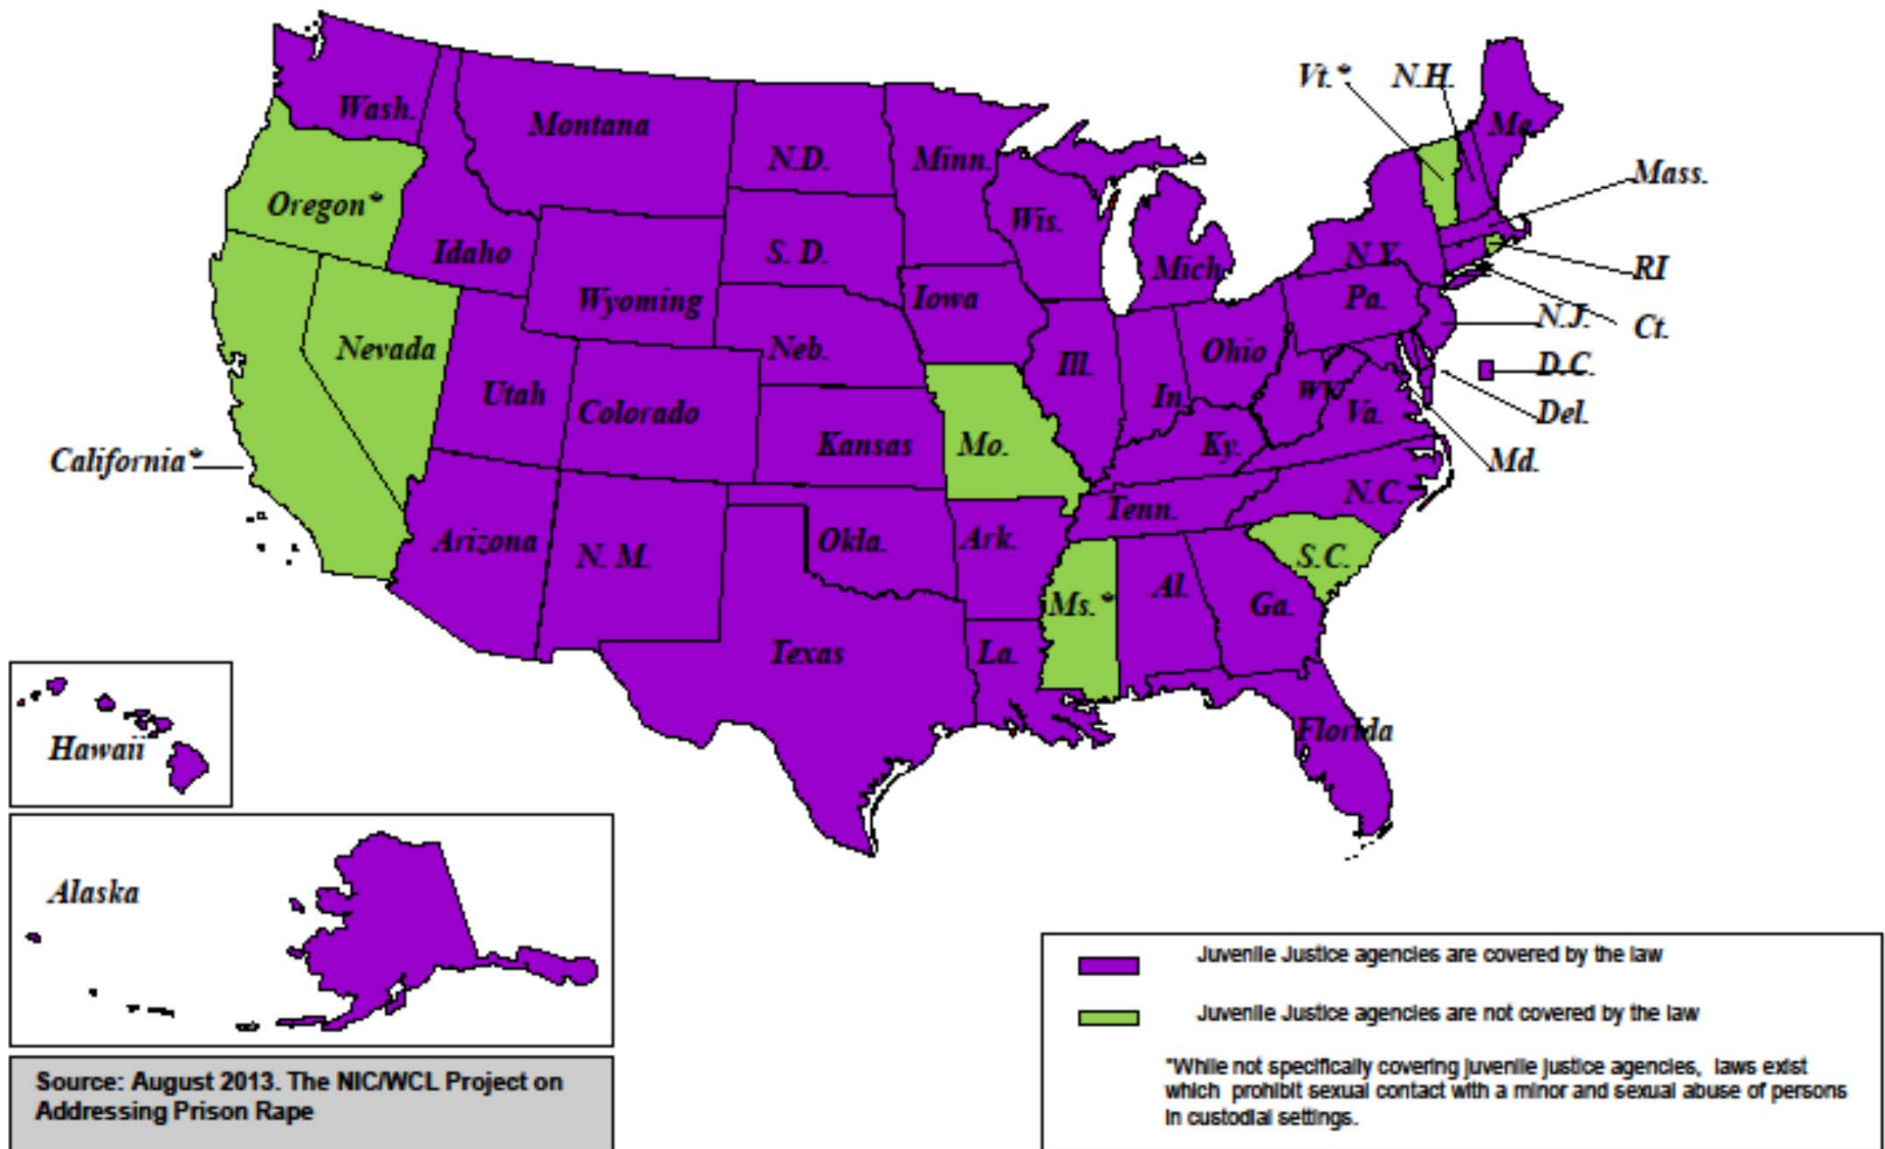 Vt.*
N.H.
Wash.
Montana
Me.
N.D.
Minn.
Mass.
Oregon*
Wis.
Idaho
S. D.
Mich.
N.Y.
RI
Wyoming
Iowa
Pa.
N.J.
Ct.
Nevada
Neb.
Ill.
Ohio
D.C.
Utah
Colorado
In.
WV
Va.
Del.
California*
Kansas
Mo.
Ky.
Md.
N.C.
Tenn.
Arizona
N. M.
Okla.
Ark.
S.C.
Ms.*
Al.
Ga.
Texas
La.
Florida
Hawaii
Alaska
Juvenile Justice agencies are covered by the law
Juvenile Justice agencies are not covered by the law
*While not specifically covering juvenile justice agencies, laws exist
which prohibit sexual contact with a minor and sexual abuse of persons
in custodial settings.
Source: August 2013. The NIC/WCL Project on
Addressing Prison Rape